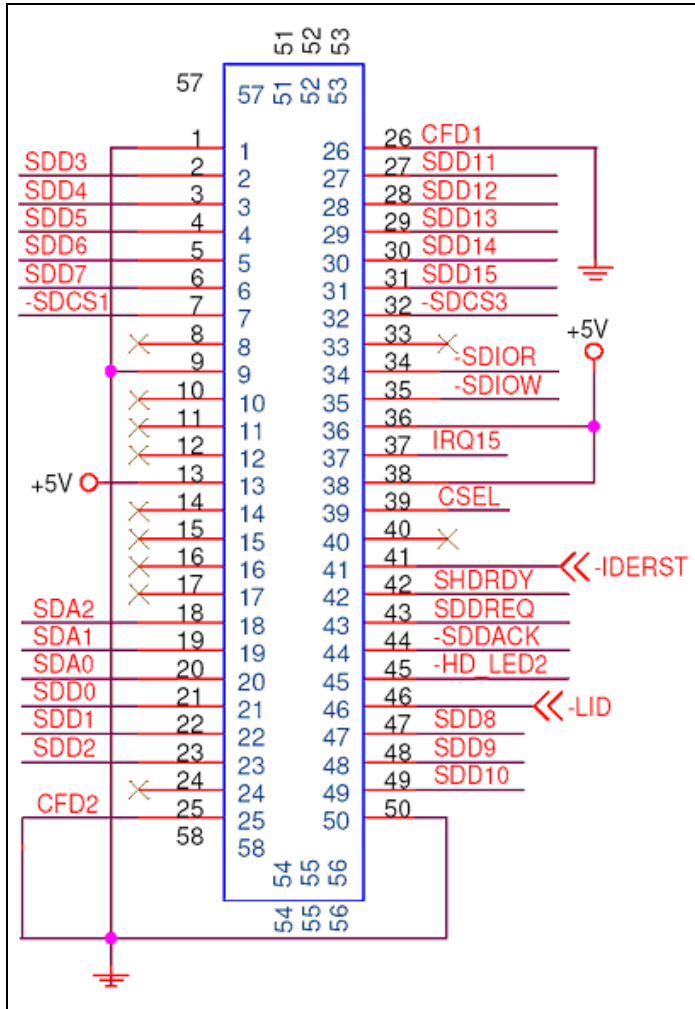 51 52 53
57
57 51 52 53
1 1 26 26 CFD1
SDD3 2 2 27 27 SDD11
SDD4 3 3 28 28 SDD12
SDD5 4 4 29 29 SDD13
SDD6 5 5 30 30 SDD14
SDD7 6 6 31 31 SDD15
-SDCS1 7 7 32 32 -SDCS3
8 8 33 33
+5V
9 9 34 34 -SDIOR
10 10 35 35 -SDIOW
11 11 36 36
12 12 37 37 IRQ15
+5V 13 13 38 38
14 14 39 39 CSEL
15 15 40 40
16 16 41 41 -IDERST
17 17 42 42 SHDRDY
SDA2 18 18 43 43 SDDREQ
SDA1 19 19 44 44 -SDDACK
SDA0 20 20 45 45 -HD_LED2
SDD0 21 21 46 46 -LID
SDD1 22 22 47 47 SDD8
SDD2 23 23 48 48 SDD9
24 24 49 49 SDD10
CFD2 25 25 50 50
58 58
54 55 56
54 55 56